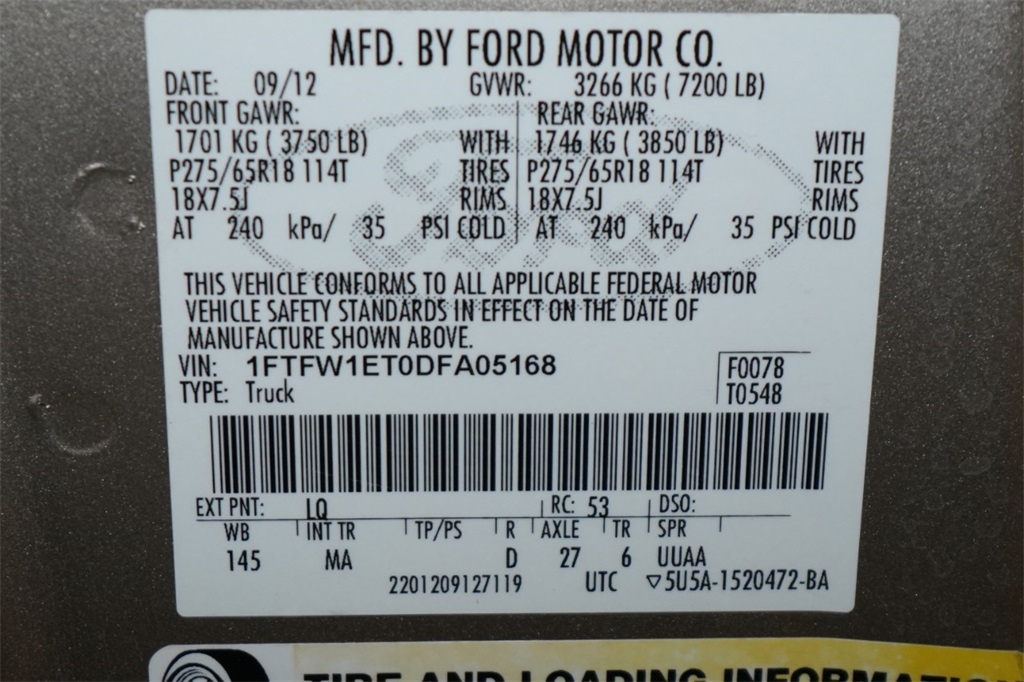 MFD. BY FORD MOTOR CO.
DATE: 09/12 GVWR: 3266 KG ( 7200 LB)
FRONT GAWR: REAR GAWR:
1701 KG ( 3750 LB) WITH 1746 KG ( 3850 LB) WITH
P275/65R18 114T TIRES P275/65R18 114T TIRES
18X7.5J RIMS 18X7.5J RIMS
AT 240 kPa/ 35 PSI COLD AT 240 kPa/ 35 PSI COLD
THIS VEHICLE CONFORMS TO ALL APPLICABLE FEDERAL MOTOR
VEHICLE SAFETY STANDARDS IN EFFECT ON THE DATE OF
MANUFACTURE SHOWN ABOVE.
VIN: 1FTFW1ET0DFA05168 F0078
TYPE: Truck T0548
EXT PNT: LQ RC: 53 DSO:
WB INT TR TP/PS R AXLE TR SPR
145 MA D 27 6 UUAA
2201209127119 UTC ▽5U5A-1520472-BA
TIRE AND LOADING INFORMATION